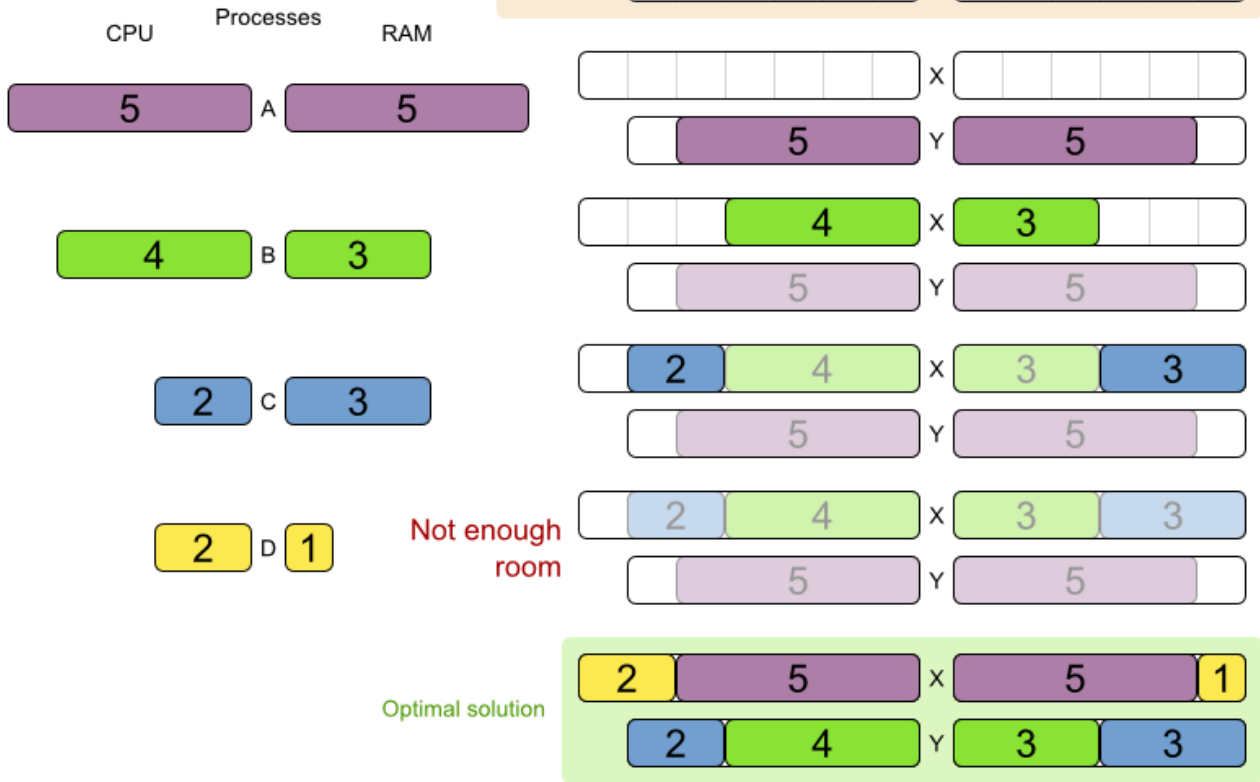 Processes
CPU RAM
X
5 A 5
5 Y 5
4 X 3
4 B 3
5 Y 5
2 4 X 3 3
2 C 3
5 Y 5
2 4 X 3 3
Not enough
room
2 D 1
5 Y 5
2 5 X 5 1
Optimal solution
2 4 Y 3 3